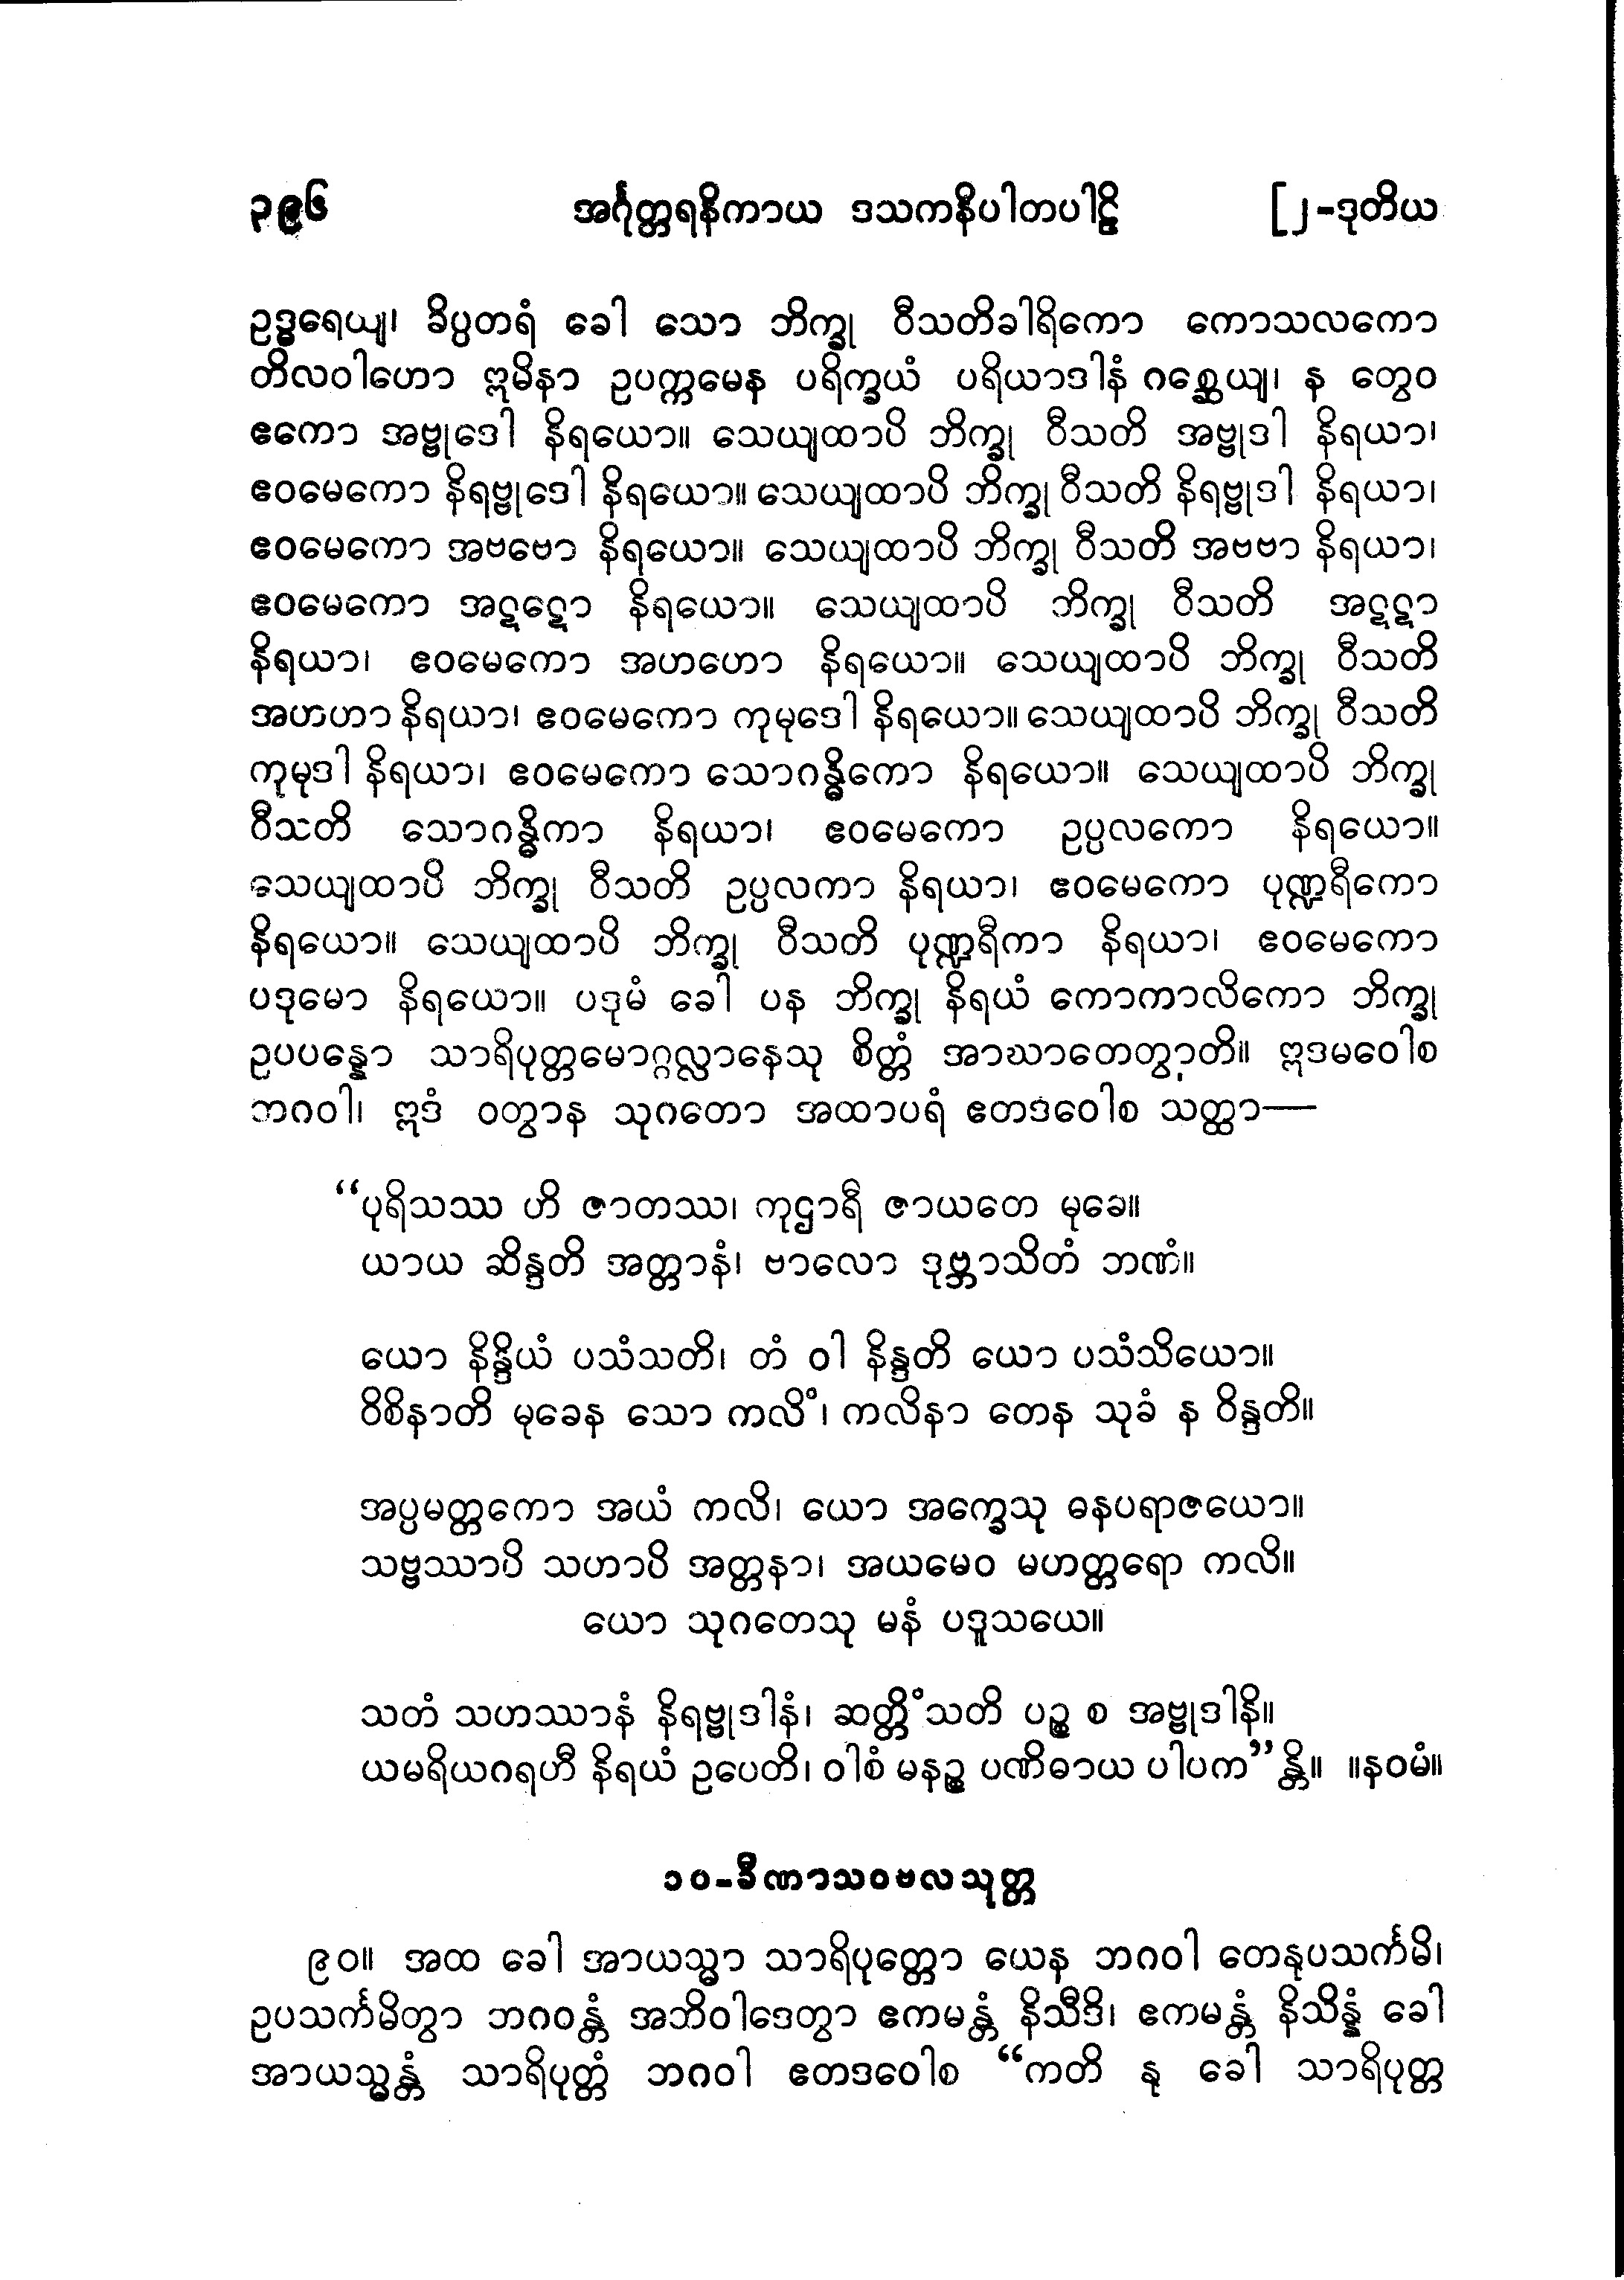 ၃၉၆ အင်္ဂုတ္တရနိကာယ ဒသကနိပါတပါဠိ [၂-ဒုတိယ
ဥဒ္ဓရေယျ၊ ခိပ္ပတရံ ခေါ သော ဘိက္ခု ဝီသတိခါရိကော ကောသလကော
တိလဝါဟော ဣမိနာ ဥပက္ကမေန ပရိက္ခယံ ပရိယာဒါနံ ဂစ္ဆေယျ၊ န တွေဝ
ဧကော အဗ္ဗုဒေါ နိရယော။ သေယျထာပိ ဘိက္ခု ဝီသတိ အဗ္ဗုဒါ နိရယာ၊
ဧဝမေကော နိရဗ္ဗုဒေါ နိရယော။ သေယျထာပိ ဘိက္ခု ဝီသတိ နိရဗ္ဗုဒါ နိရယာ၊
ဧဝမေကော အဗဗော နိရယော။ သေယျထာပိ ဘိက္ခု ဝီသတိ အဗဗာ နိရယာ၊
ဧဝမေကော အဋဋော နိရယော။ သေယျထာပိ ဘိက္ခု ဝီသတိ အဋဋာ
နိရယာ၊ ဧဝမေကော အဟဟော နိရယော။ သေယျထာပိ ဘိက္ခု ဝီသတိ
အဟဟာ နိရယာ၊ ဧဝမေကော ကုမုဒေါ နိရယော။ သေယျထာပိ ဘိက္ခု ဝီသတိ
ကုမုဒါ နိရယာ၊ ဧဝမေကော သောဂန္ဓိကော နိရယော။ သေယျထာပိ ဘိက္ခု
ဝီသတိ သောဂန္ဓိကာ နိရယာ၊ ဧဝမေကော ဥပ္ပလကော နိရယော။
သေယျထာပိ ဘိက္ခု ဝီသတိ ဥပ္ပလကာ နိရယာ၊ ဧဝမေကော ပုဏ္ဍရီကော
နိရယော။ သေယျထာပိ ဘိက္ခု ဝီသတိ ပုဏ္ဍရီကာ နိရယာ၊ ဧဝမေကော
ပဒုမော နိရယော။ ပဒုမံ ခေါ ပန ဘိက္ခု နိရယံ ကောကာလိကော ဘိက္ခု
ဥပပန္နော သာရိပုတ္တမောဂ္ဂလ္လာနေသု စိတ္တံ အာဃာတေတွာတိ။ ဣဒမဝေါစ
ဘဂဝါ၊ ဣဒံ ဝတွာန သုဂတော အထာပရံ ဧတဒဝေါစ သတ္ထာ—
“ပုရိသဿ ဟိ ဇာတဿ၊ ကုဌာရီ ဇာယတေ မုခေ။
ယာယ ဆိန္ဒတိ အတ္တာနံ၊ ဗာလော ဒုဗ္ဘာသိတံ ဘဏံ။
ယော နိန္ဒိယံ ပသံသတိ၊ တံ ဝါ နိန္ဒတိ ယော ပသံသိယော။
ဝိစိနာတိ မုခေန သော ကလိံ၊ ကလိနာ တေန သုခံ န ဝိန္ဒတိ။
အပ္ပမတ္တကော အယံ ကလိ၊ ယော အက္ခေသု ဓနပရာဇယော။
သဗ္ဗဿာပိ သဟာပိ အတ္တနာ၊ အယမေဝ မဟတ္တရော ကလိ။
ယော သုဂတေသု မနံ ပဒူသယေ။
သတံ သဟဿာနံ နိရဗ္ဗုဒါနံ၊ ဆတ္တိံသတိ ပဉ္စ စ အဗ္ဗုဒါနိ။
ယမရိယဂရဟီ နိရယံ ဥပေတိ၊ ဝါစံ မနဉ္စ ပဏိဓာယ ပါပက”န္တိ။ ။နဝမံ။
၁၀-ခီဏာသဝဗလသုတ္တ
၉၀။ အထ ခေါ အာယသ္မာ သာရိပုတ္တော ယေန ဘဂဝါ တေနုပသင်္ကမိ၊
ဥပသင်္ကမိတွာ ဘဂဝန္တံ အဘိဝါဒေတွာ ဧကမန္တံ နိသီဒိ၊ ဧကမန္တံ နိသိန္နံ ခေါ
အာယသ္မန္တံ သာရိပုတ္တံ ဘဂဝါ ဧတဒဝေါစ “ကတိ နု ခေါ သာရိပုတ္တ